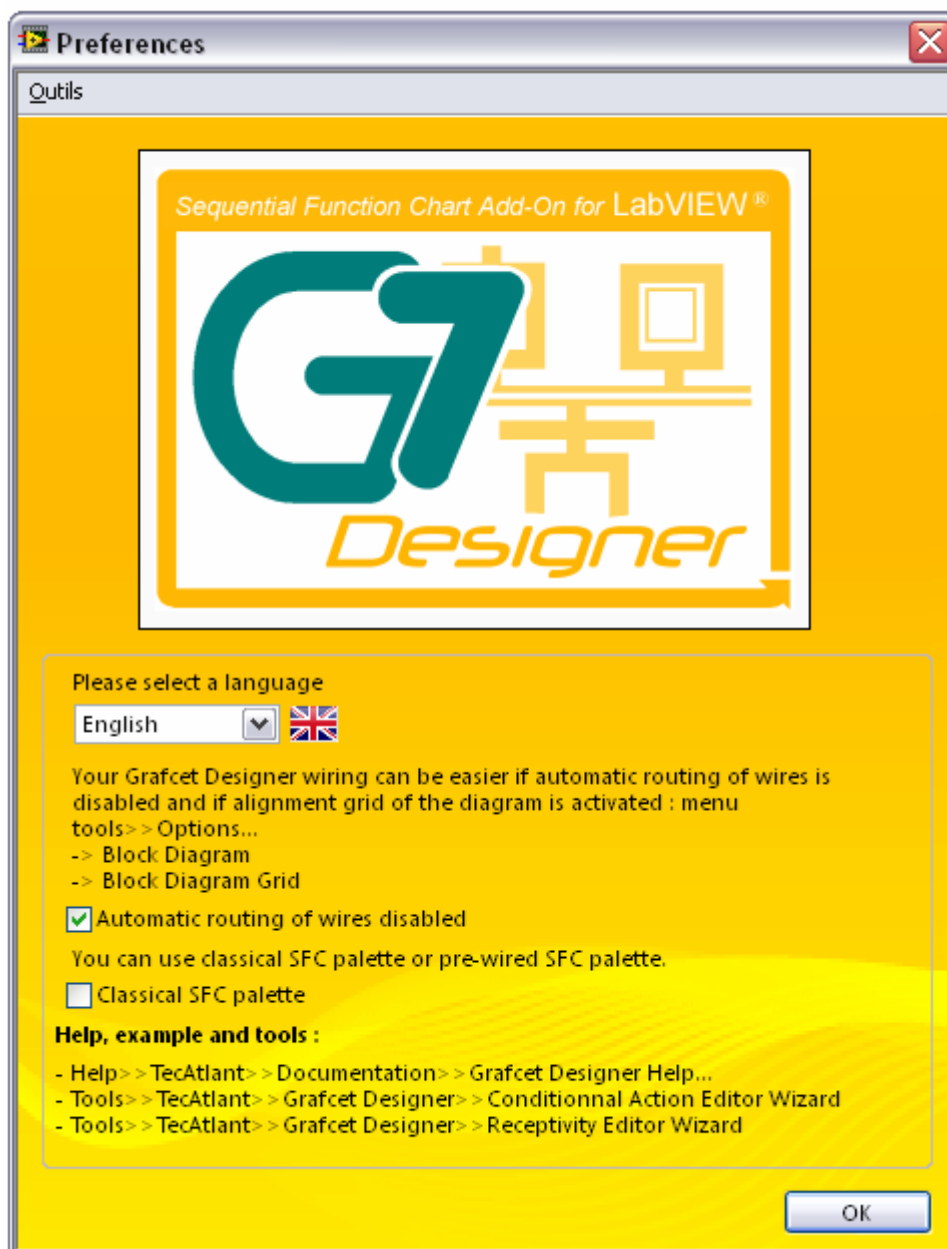 Preferences
Outils
Sequential Function Chart Add-On for LabVIEW®
G7
Designer
Please select a language
English
Your Grafcet Designer wiring can be easier if automatic routing of wires is
disabled and if alignment grid of the diagram is activated : menu
tools>>Options...
-> Block Diagram
-> Block Diagram Grid
Automatic routing of wires disabled
You can use classical SFC palette or pre-wired SFC palette.
Classical SFC palette
Help, example and tools :
- Help>>TecAtlant>>Documentation>>Grafcet Designer Help...
- Tools>>TecAtlant>>Grafcet Designer>>Conditionnal Action Editor Wizard
- Tools>>TecAtlant>>Grafcet Designer>>Receptivity Editor Wizard
OK